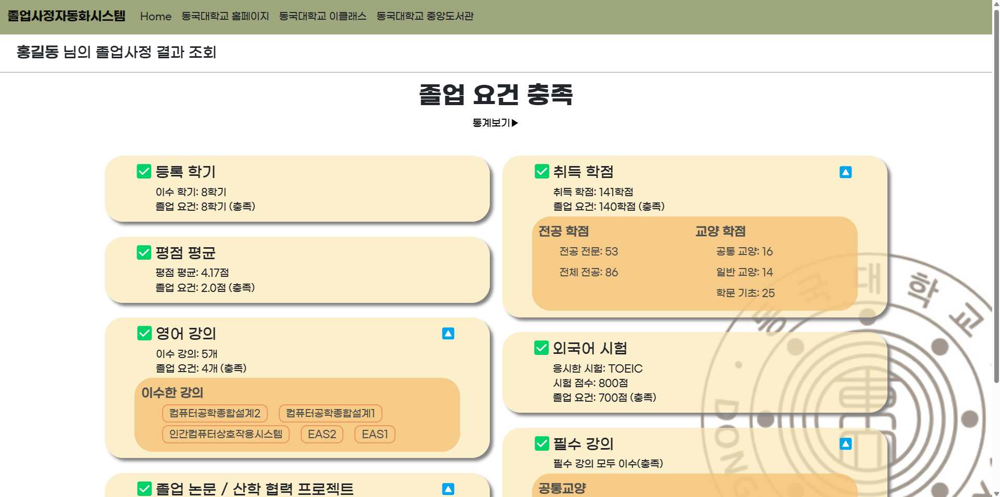 졸업사정자동화시스템 Home 동국대학교 홈페이지 동국대학교 이클래스 동국대학교 중앙도서관
홍길동 님의 졸업사정 결과 조회
졸업 요건 충족
통계보기▶
등록 학기
이수 학기: 8학기
졸업 요건: 8학기 (충족)
평점 평균
평점 평균: 4.17점
졸업 요건: 2.0점 (충족)
영어 강의
이수 강의: 5개
졸업 요건: 4개 (충족)
이수한 강의
컴퓨터공학종합설계2 컴퓨터공학종합설계1
인간컴퓨터상호작용시스템 EAS2 EAS1
졸업 논문 / 산학 협력 프로젝트
취득 학점
취득 학점: 141학점
졸업 요건: 140학점 (충족)
전공 학점
전공 전문: 53
전체 전공: 86
교양 학점
공통 교양: 16
일반 교양: 14
학문 기초: 25
외국어 시험
응시한 시험: TOEIC
시험 점수: 800점
졸업 요건: 700점 (충족)
필수 강의
필수 강의 모두 이수(충족)
공통교양
동국대학교
DONG